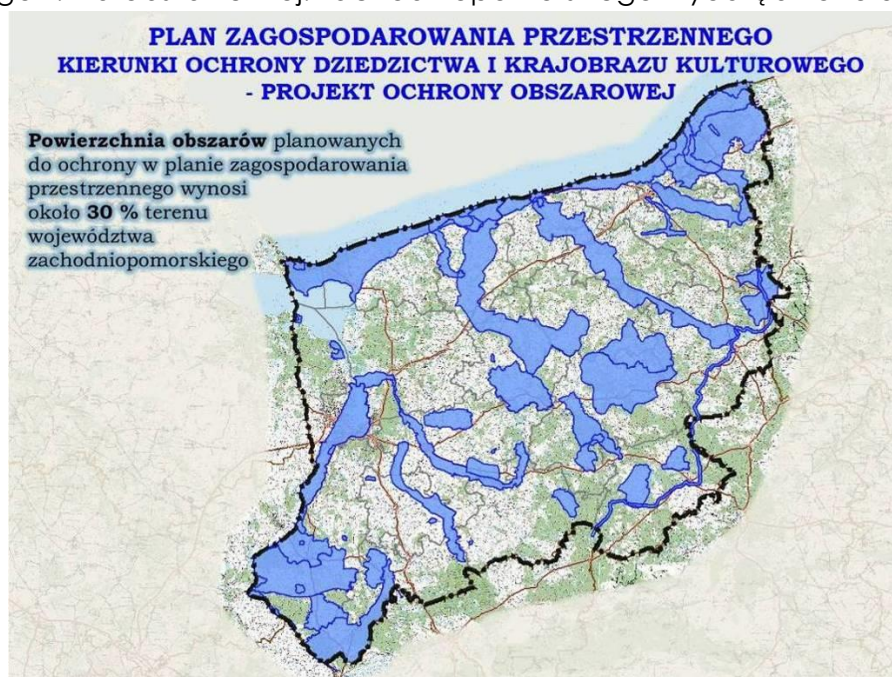 PLAN ZAGOSPODAROWANIA PRZESTRZENNEGO
KIERUNKI OCHRONY DZIEDZICTWA I KRAJOBRAZU KULTUROWEGO
- PROJEKT OCHRONY OBSZAROWEJ
Powierzchnia obszarów planowanych
do ochrony w planie zagospodarowania
przestrzennego wynosi
około 30 % terenu
województwa
zachodniopomorskiego